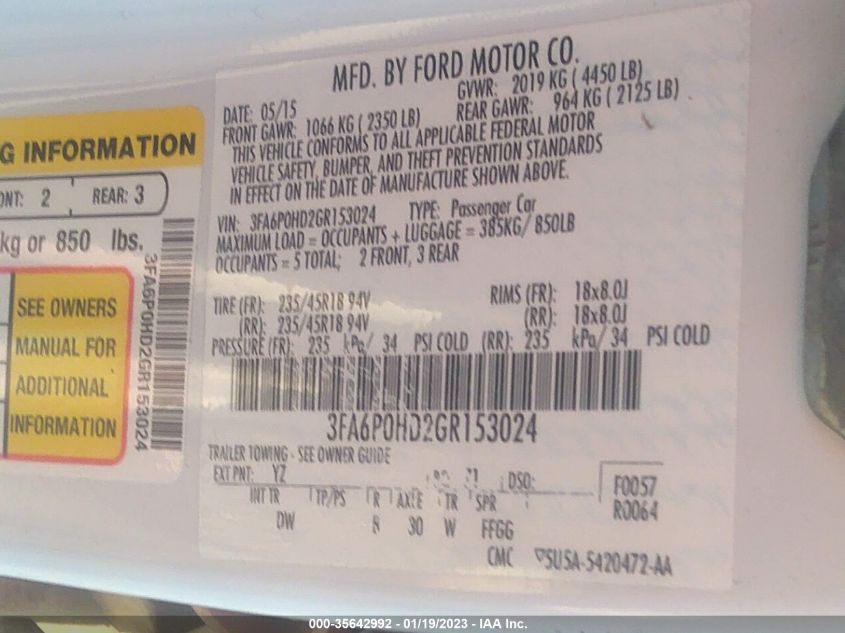 MFD. BY FORD MOTOR CO.
DATE: 05/15
GVWR: 2019 KG ( 4450 LB)
FRONT GAWR: 1066 KG ( 2350 LB)
REAR GAWR: 964 KG ( 2125 LB)
THIS VEHICLE CONFORMS TO ALL APPLICABLE FEDERAL MOTOR
VEHICLE SAFETY, BUMPER, AND THEFT PREVENTION STANDARDS
IN EFFECT ON THE DATE OF MANUFACTURE SHOWN ABOVE.
VIN: 3FA6P0HD2GR153024 TYPE: Passenger Car
MAXIMUM LOAD = OCCUPANTS + LUGGAGE = 385KG/ 850LB
OCCUPANTS = 5 TOTAL; 2 FRONT, 3 REAR
TIRE (FR): 235/45R18 94V RIMS (FR): 18x8.0J
(RR): 235/45R18 94V (RR): 18x8.0J
PRESSURE (FR): 235 kPa/ 34 PSI COLD (RR): 235 kPa/ 34 PSI COLD
3FA6P0HD2GR153024
TRAILER TOWING - SEE OWNER GUIDE
EXT PNT: YZ DSO: F0057
R0064
INT TR TP/PS R AXLE TR SPR
DW 30 W FFGG
CMC 5U5A-5420472-AA
G INFORMATION
ONT: 2 REAR: 3
kg or 850 lbs.
SEE OWNERS
MANUAL FOR
ADDITIONAL
INFORMATION
3FA6P0HD2GR153024
000-35642992 - 01/19/2023 - IAA Inc.